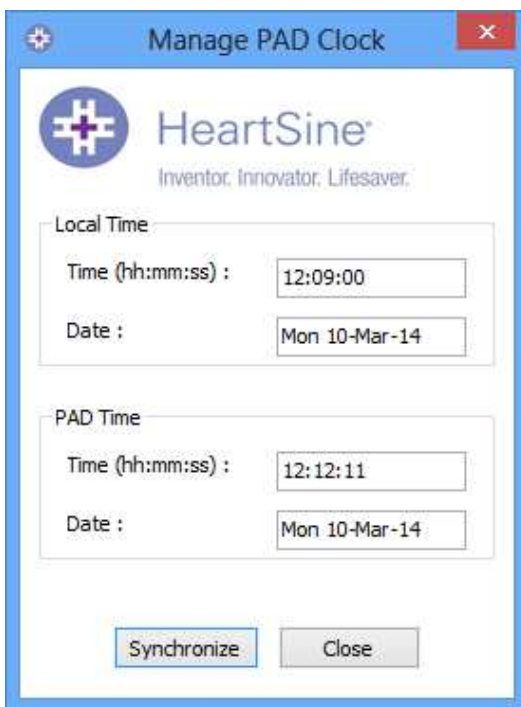 Manage PAD Clock
HeartSine
Inventor. Innovator. Lifesaver.
Local Time
Time (hh:mm:ss) : 12:09:00
Date : Mon 10-Mar-14
PAD Time
Time (hh:mm:ss) : 12:12:11
Date : Mon 10-Mar-14
Synchronize Close